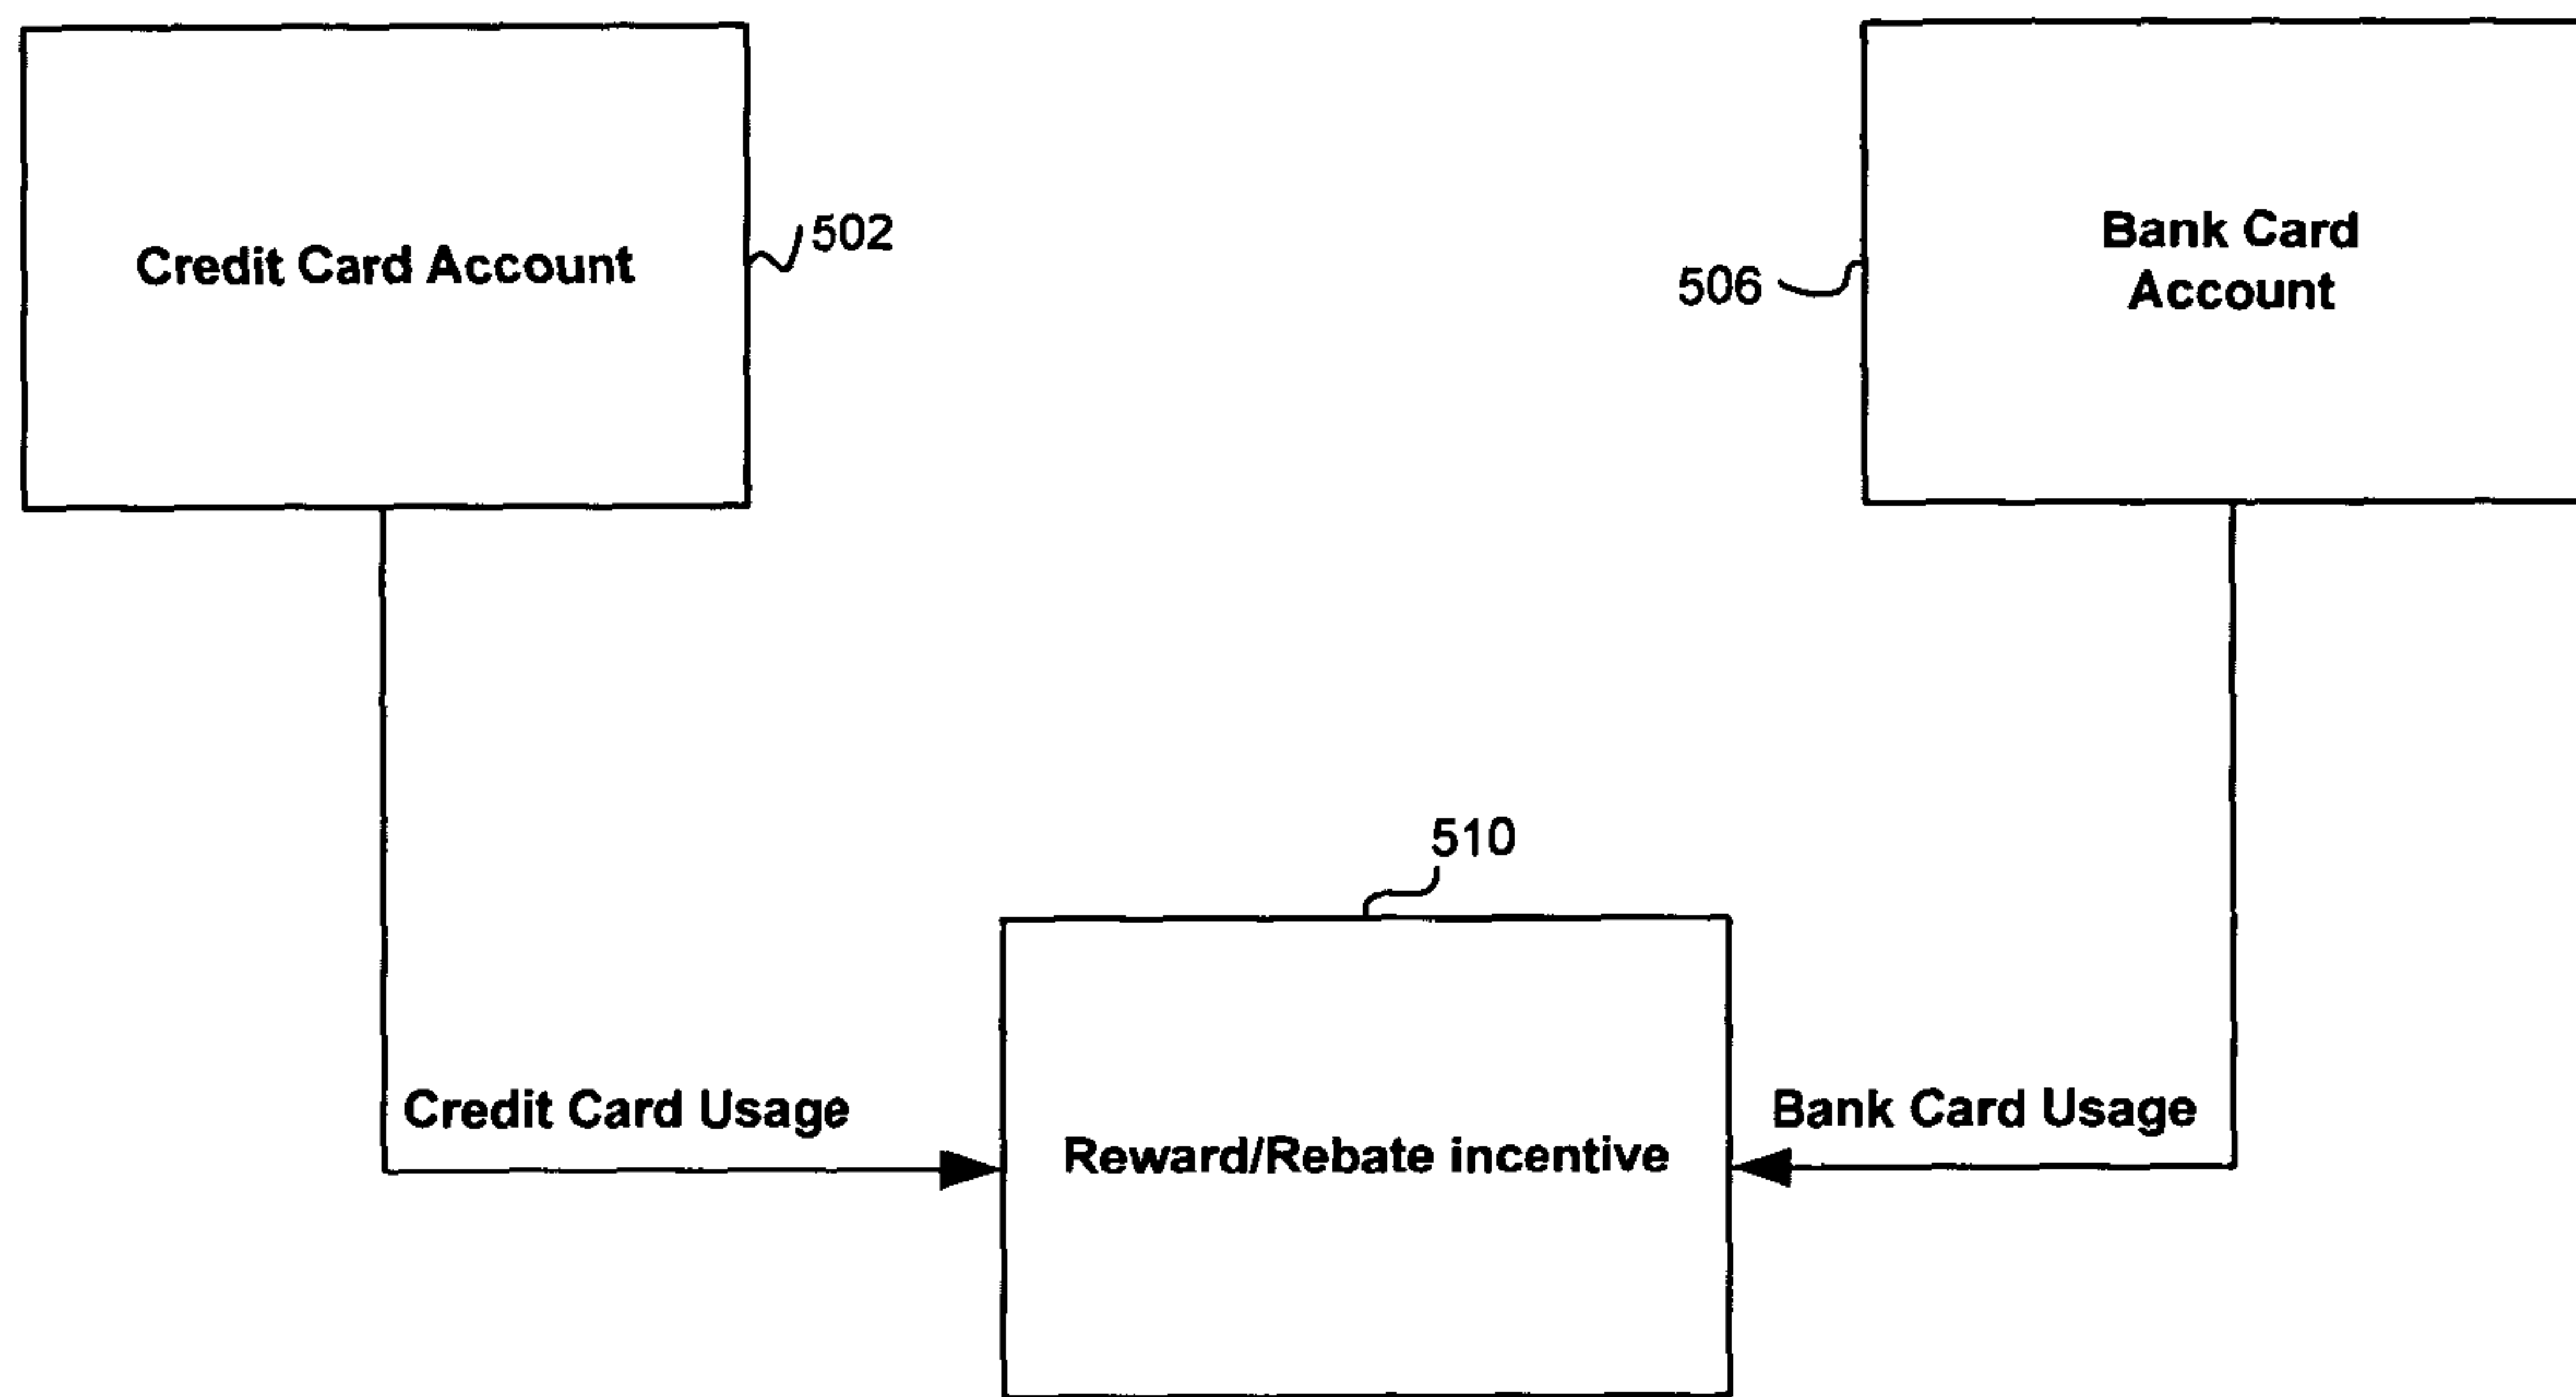 Credit Card Account
502
506
Bank Card
Account
510
Credit Card Usage
Bank Card Usage
Reward/Rebate incentive